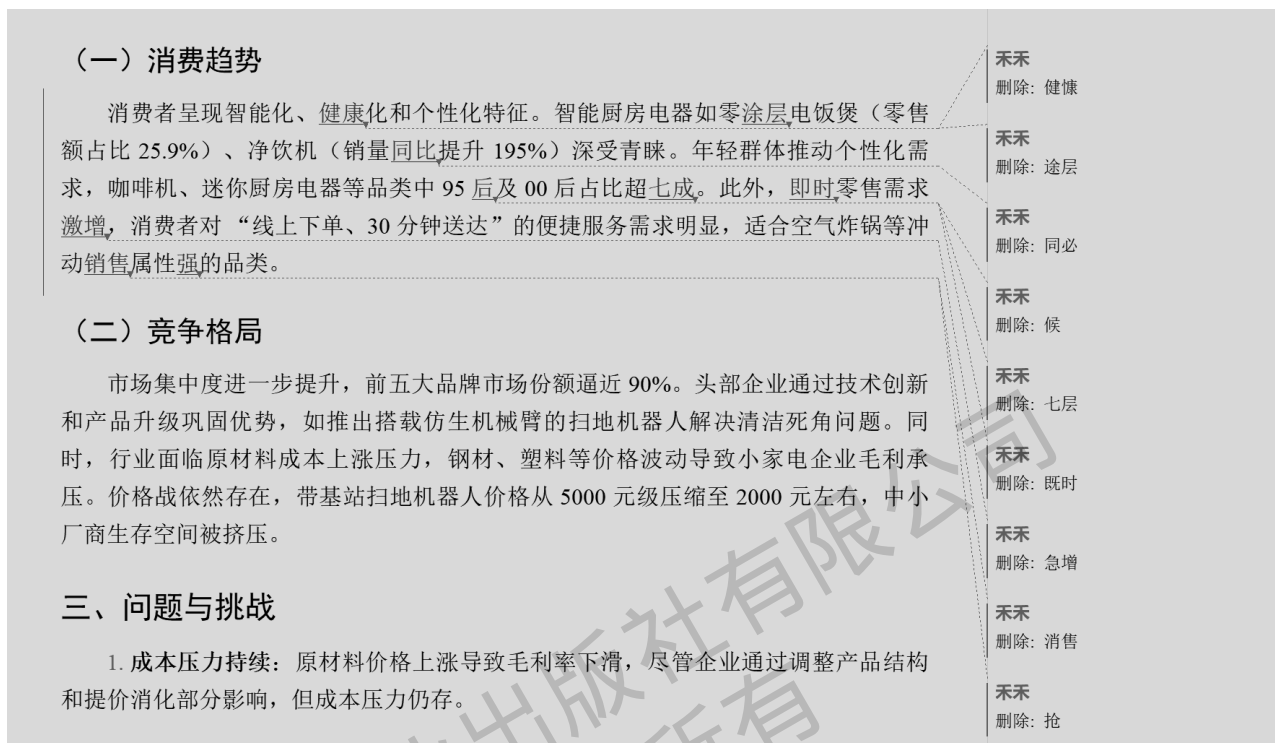 （一）消费趋势
消费者呈现智能化、健康化和个性化特征。智能厨房电器如零涂层电饭煲（零售
额占比 25.9%）、净饮机（销量同比提升 195%）深受青睐。年轻群体推动个性化需
求，咖啡机、迷你厨房电器等品类中 95 后及 00 后占比超七成。此外，即时零售需求
激增，消费者对 “线上下单、30 分钟送达”的便捷服务需求明显，适合空气炸锅等冲
动销售属性强的品类。
（二）竞争格局
市场集中度进一步提升，前五大品牌市场份额逼近 90%。头部企业通过技术创新
和产品升级巩固优势，如推出搭载仿生机械臂的扫地机器人解决清洁死角问题。同
时，行业面临原材料成本上涨压力，钢材、塑料等价格波动导致小家电企业毛利承
压。价格战依然存在，带基站扫地机器人价格从 5000 元级压缩至 2000 元左右，中小
厂商生存空间被挤压。
三、问题与挑战
1. 成本压力持续：原材料价格上涨导致毛利率下滑，尽管企业通过调整产品结构
和提价消化部分影响，但成本压力仍存。
禾禾
删除: 健慷
禾禾
删除: 途层
禾禾
删除: 同必
禾禾
删除: 候
禾禾
删除: 七层
禾禾
删除: 既时
禾禾
删除: 急增
禾禾
删除: 消售
禾禾
删除: 抢
出版社有限公司
所有